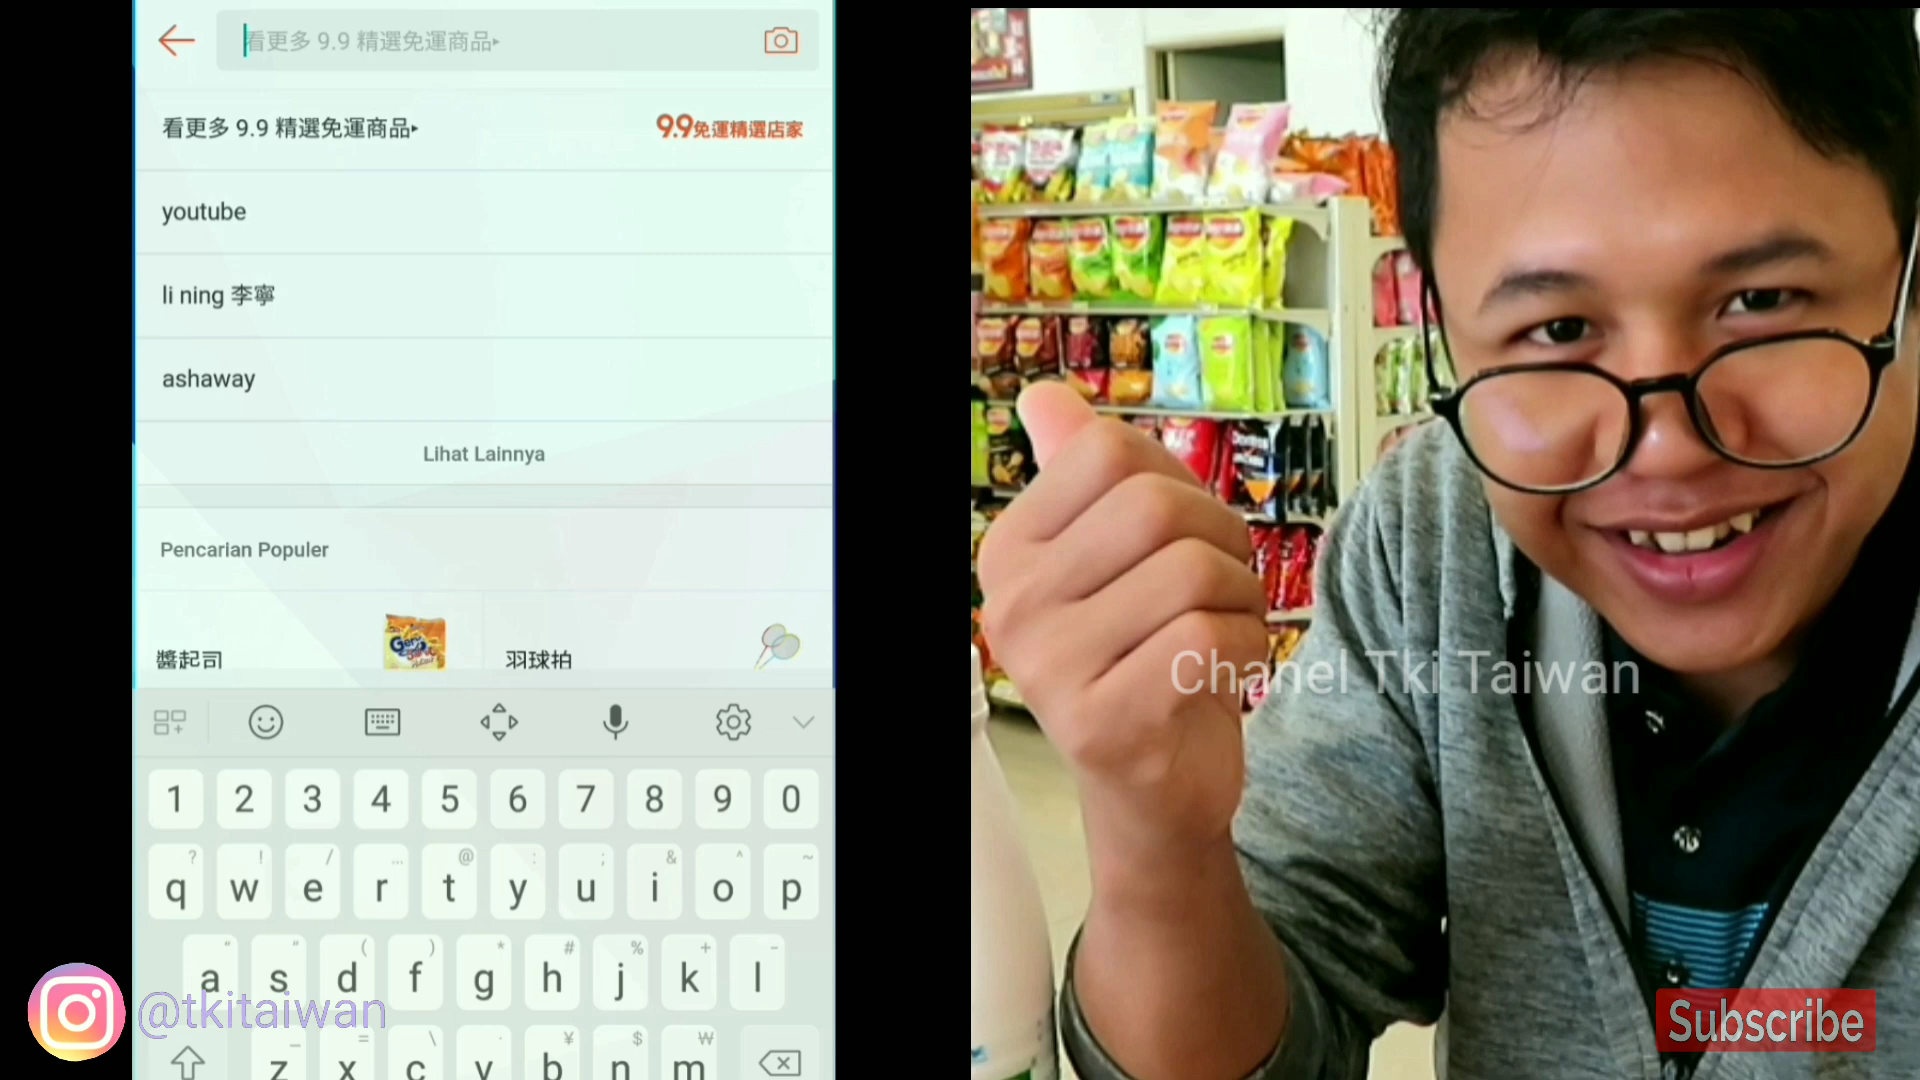 看更多 9.9 精選免運商品▸
看更多 9.9 精選免運商品▸
9.9免運精選店家
youtube
li ning 李寧
ashaway
Lihat Lainnya
Pencarian Populer
醬起司
羽球拍
1 2 3 4 5 6 7 8 9 0
? ! / ... @ : ; & ^ ~
q w e r t y u i o p
" " ( ) * # % + -
a s d f g h j k l
_ = \ · ¥ $ ₩
z x c v b n m
@tkitaiwan
Doritos
Chanel Tki Taiwan
Subscribe